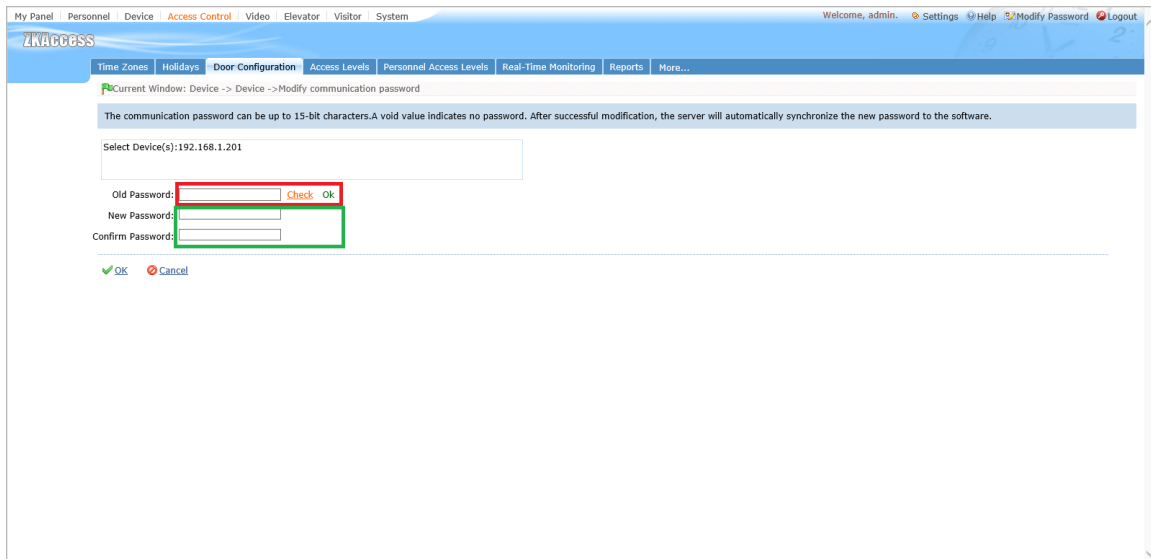 My Panel Personnel Device Access Control Video Elevator Visitor System Welcome, admin. Settings Help Modify Password Logout
ZKAccess
Time Zones Holidays Door Configuration Access Levels Personnel Access Levels Real-Time Monitoring Reports More...
Current Window: Device -> Device ->Modify communication password
The communication password can be up to 15-bit characters.A void value indicates no password. After successful modification, the server will automatically synchronize the new password to the software.
Select Device(s):192.168.1.201
Old Password: Check Ok
New Password:
Confirm Password:
OK Cancel